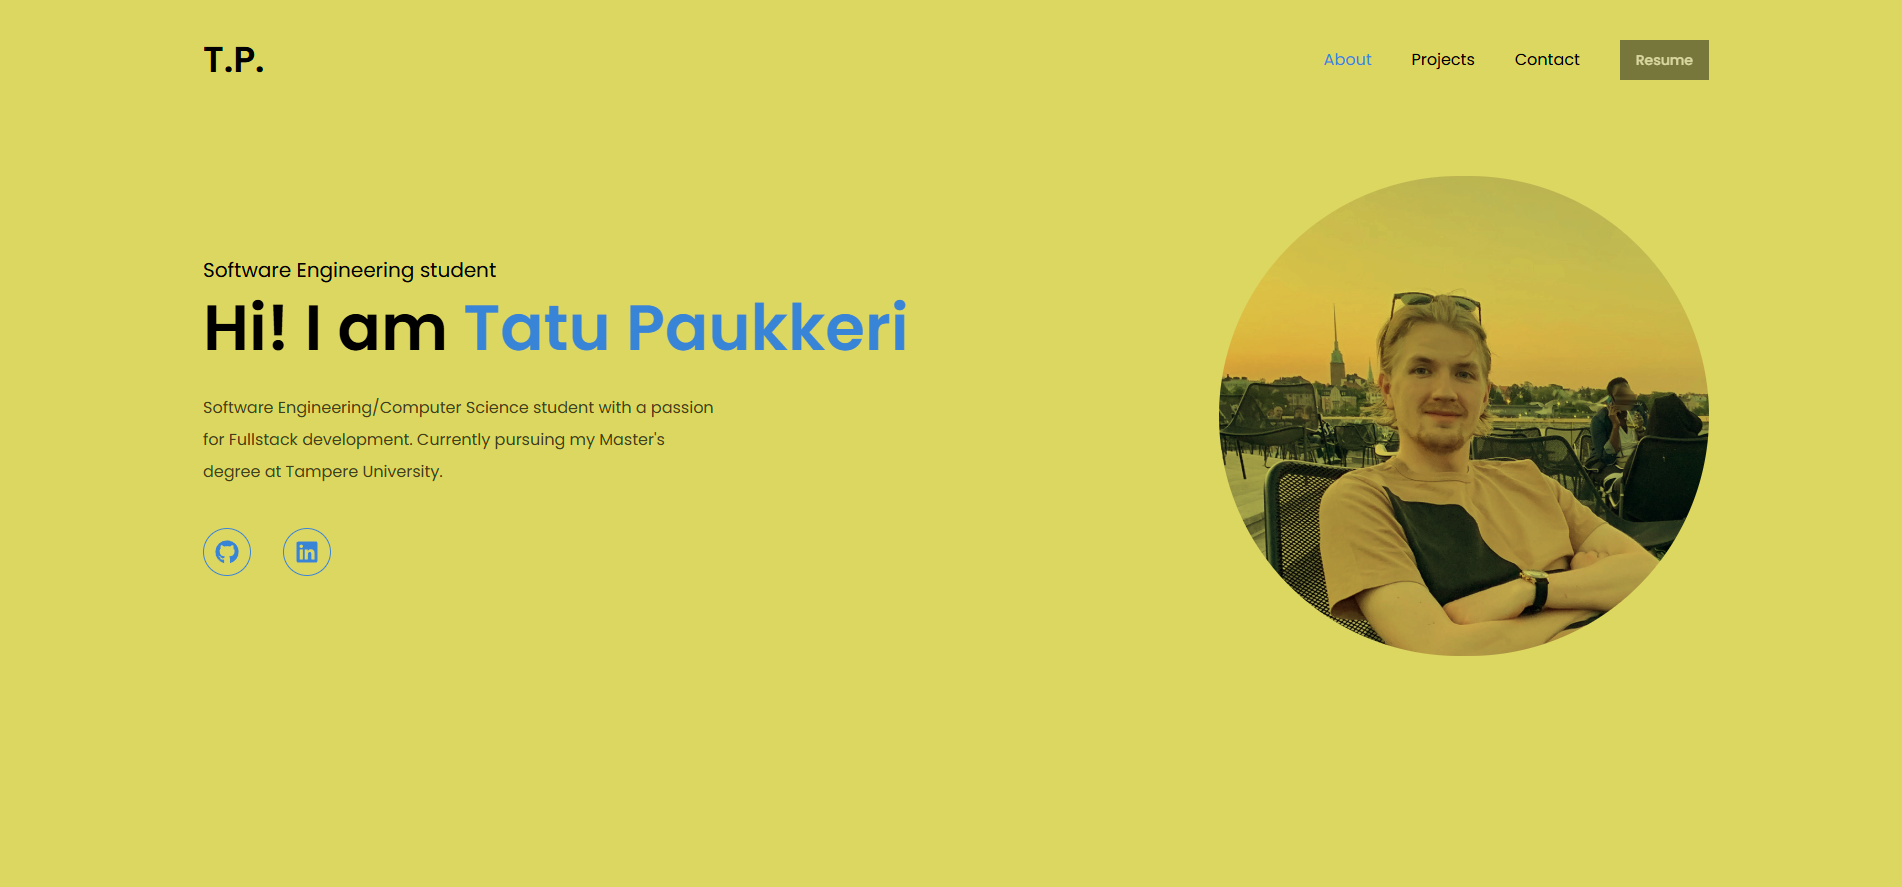 T.P.
About Projects Contact Resume
Software Engineering student
Hi! I am Tatu Paukkeri
Software Engineering/Computer Science student with a passion
for Fullstack development. Currently pursuing my Master's
degree at Tampere University.
in